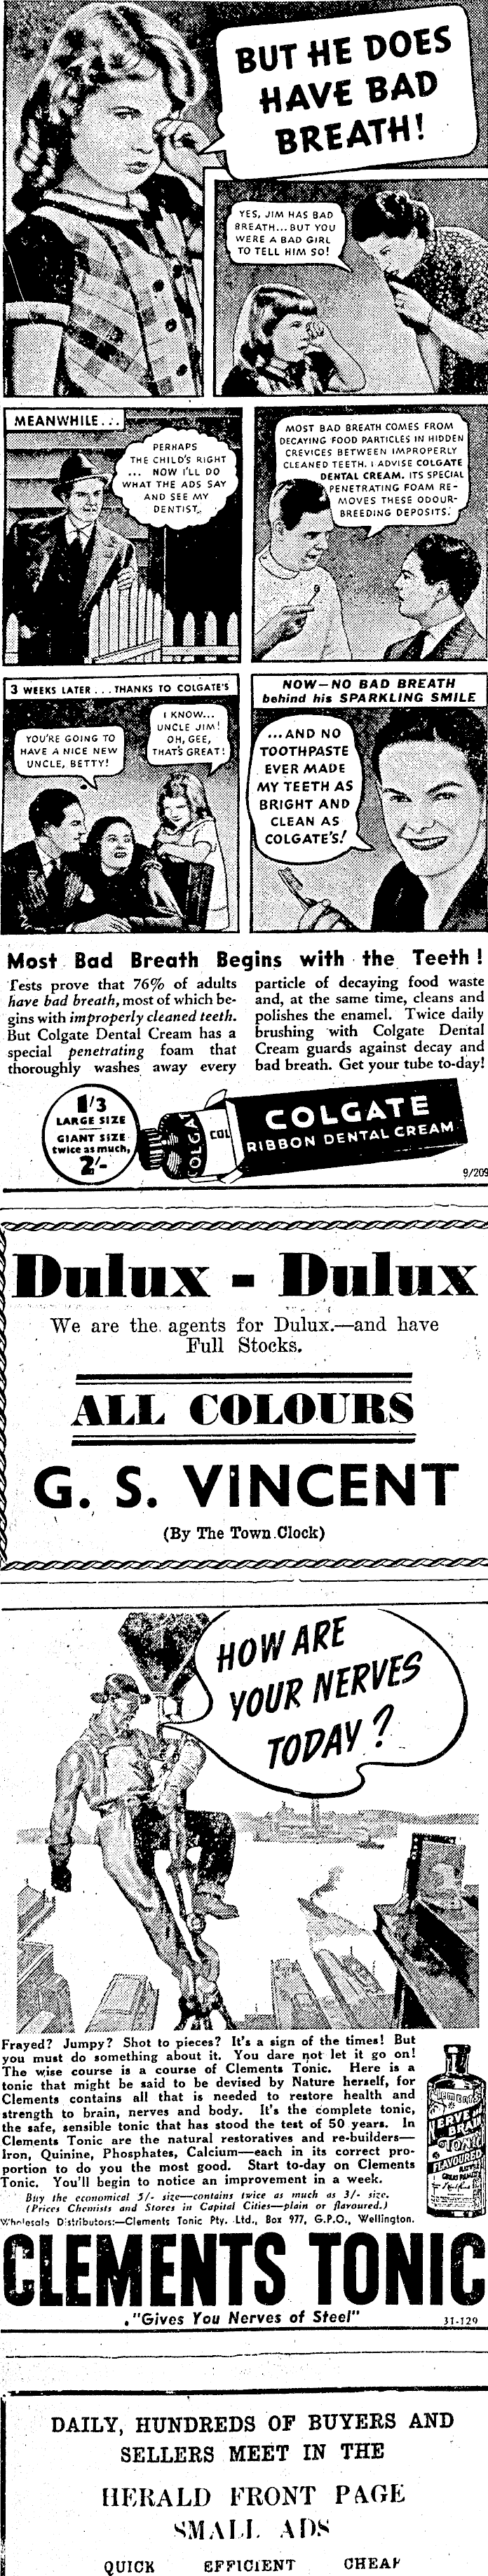 BUT HE DOES
HAVE BAD
BREATH!
YES, JIM HAS BAD
BREATH...BUT YOU
WERE A BAD GIRL
TO TELL HIM SO!
MEANWHILE...
PERHAPS
THE CHILD'S RIGHT
... NOW I'LL DO
WHAT THE ADS SAY
AND SEE MY
DENTIST.
MOST BAD BREATH COMES FROM
DECAYING FOOD PARTICLES IN HIDDEN
CREVICES BETWEEN IMPROPERLY
CLEANED TEETH. I ADVISE COLGATE
DENTAL CREAM. ITS SPECIAL
PENETRATING FOAM RE-
MOVES THESE ODOUR-
BREEDING DEPOSITS.
3 WEEKS LATER... THANKS TO COLGATE'S
YOU'RE GOING TO
HAVE A NICE NEW
UNCLE, BETTY!
I KNOW...
UNCLE JIM!
OH, GEE,
THAT'S GREAT!
NOW—NO BAD BREATH
behind his SPARKLING SMILE
...AND NO
TOOTHPASTE
EVER MADE
MY TEETH AS
BRIGHT AND
CLEAN AS
COLGATE'S!
Most Bad Breath Begins with the Teeth!
Tests prove that 76% of adults
have bad breath, most of which be-
gins with improperly cleaned teeth.
But Colgate Dental Cream has a
special penetrating foam that
thoroughly washes away every
particle of decaying food waste
and, at the same time, cleans and
polishes the enamel. Twice daily
brushing with Colgate Dental
Cream guards against decay and
bad breath. Get your tube to-day!
1/3
LARGE SIZE
GIANT SIZE
twice as much,
2/-
COLGAT
COL
COLGATE
RIBBON DENTAL CREAM
9/209
Dulux - Dulux
We are the agents for Dulux.—and have
Full Stocks.
ALL COLOURS
G. S. VINCENT
(By The Town Clock)
HOW ARE
YOUR NERVES
TODAY?
Frayed? Jumpy? Shot to pieces? It's a sign of the times! But
you must do something about it. You dare not let it go on!
The wise course is a course of Clements Tonic. Here is a
tonic that might be said to be devised by Nature herself, for
Clements contains all that is needed to restore health and
strength to brain, nerves and body. It's the complete tonic,
the safe, sensible tonic that has stood the test of 50 years. In
Clements Tonic are the natural restoratives and re-builders—
Iron, Quinine, Phosphates, Calcium—each in its correct pro-
portion to do you the most good. Start to-day on Clements
Tonic. You'll begin to notice an improvement in a week.
Buy the economical 5/- size—contains twice as much as 3/- size.
(Prices Chemists and Stores in Capital Cities—plain or flavoured.)
Wholesale Distributors:—Clements Tonic Pty. Ltd., Box 977, G.P.O., Wellington.
NERVE &
BRAIN
TONIC
FLAVOURED
CLEMENTS TONIC
"Gives You Nerves of Steel"
31-129
DAILY, HUNDREDS OF BUYERS AND
SELLERS MEET IN THE
HERALD FRONT PAGE
SMALL ADS
QUICK EFFICIENT CHEAP